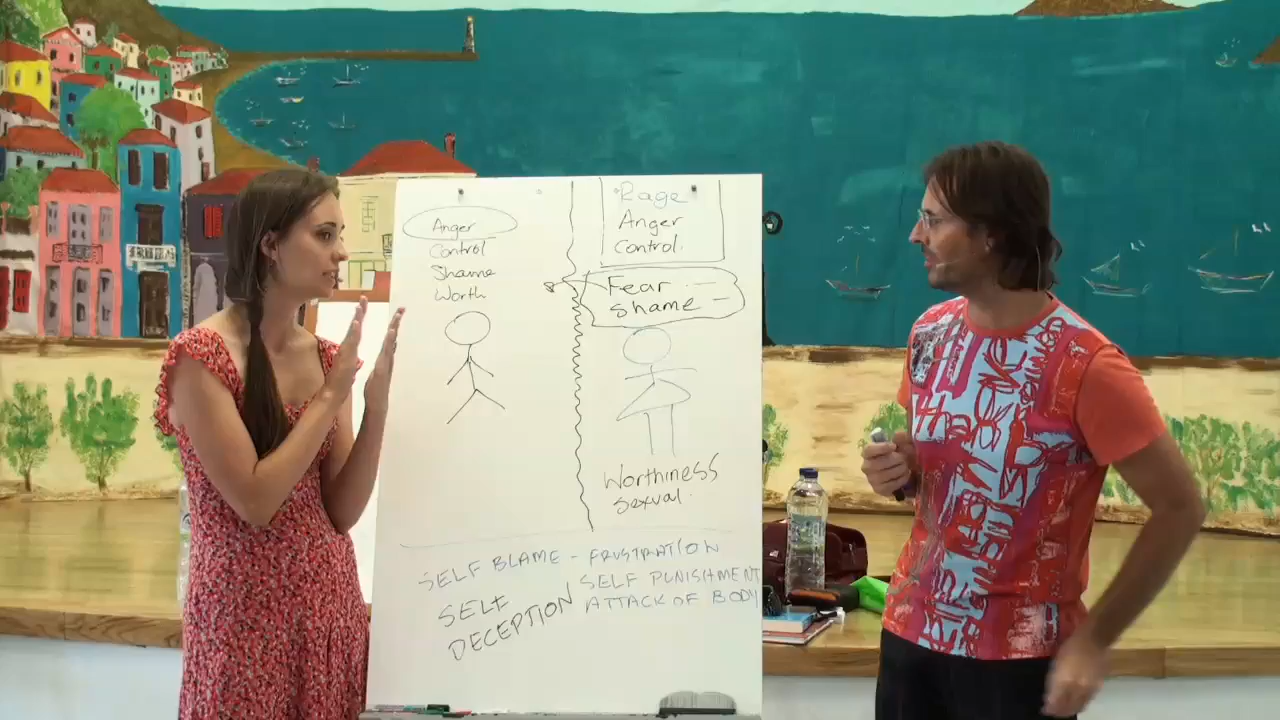 Anger
Control
Shame
Worth
Rage
Anger
Control.
Fear —
Shame —
Worthiness
Sexual.
SELF BLAME - FRUSTRATION
SELF PUNISHMENT
ATTACK OF BODY
SELF
DECEPTION